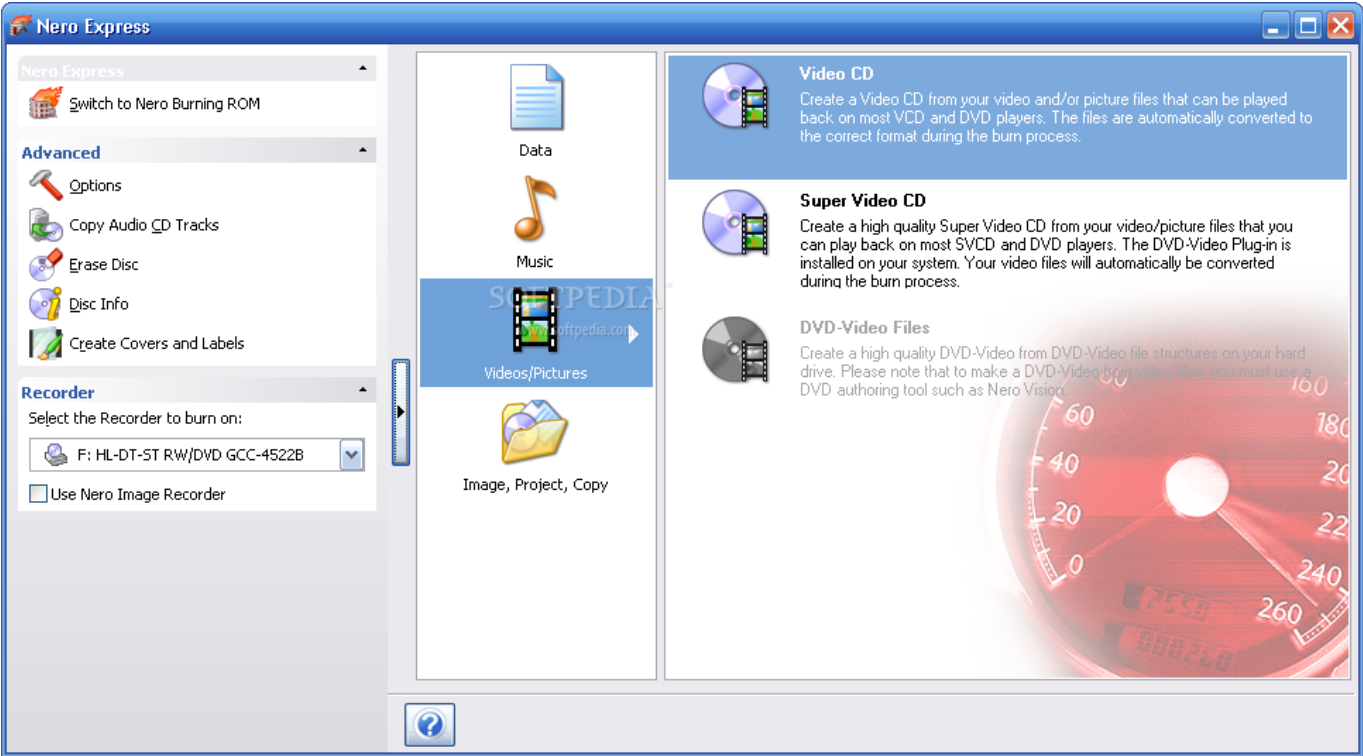 Nero Express
Nero Express
Switch to Nero Burning ROM
Advanced
Options
Copy Audio CD Tracks
Erase Disc
Disc Info
Create Covers and Labels
Recorder
Select the Recorder to burn on:
F: HL-DT-ST RW/DVD GCC-4522B
Use Nero Image Recorder
Data
Music
SOFTPEDIA
www.softpedia.com
Videos/Pictures
Image, Project, Copy
Video CD
Create a Video CD from your video and/or picture files that can be played
back on most VCD and DVD players. The files are automatically converted to
the correct format during the burn process.
Super Video CD
Create a high quality Super Video CD from your video/picture files that you
can play back on most SVCD and DVD players. The DVD-Video Plug-in is
installed on your system. Your video files will automatically be converted
during the burn process.
DVD-Video Files
Create a high quality DVD-Video from DVD-Video file structures on your hard
drive. Please note that to make a DVD-Video from video files, you must use a
DVD authoring tool such as Nero Vision.
80
160
60
180
40
20
20
22
0
240
260